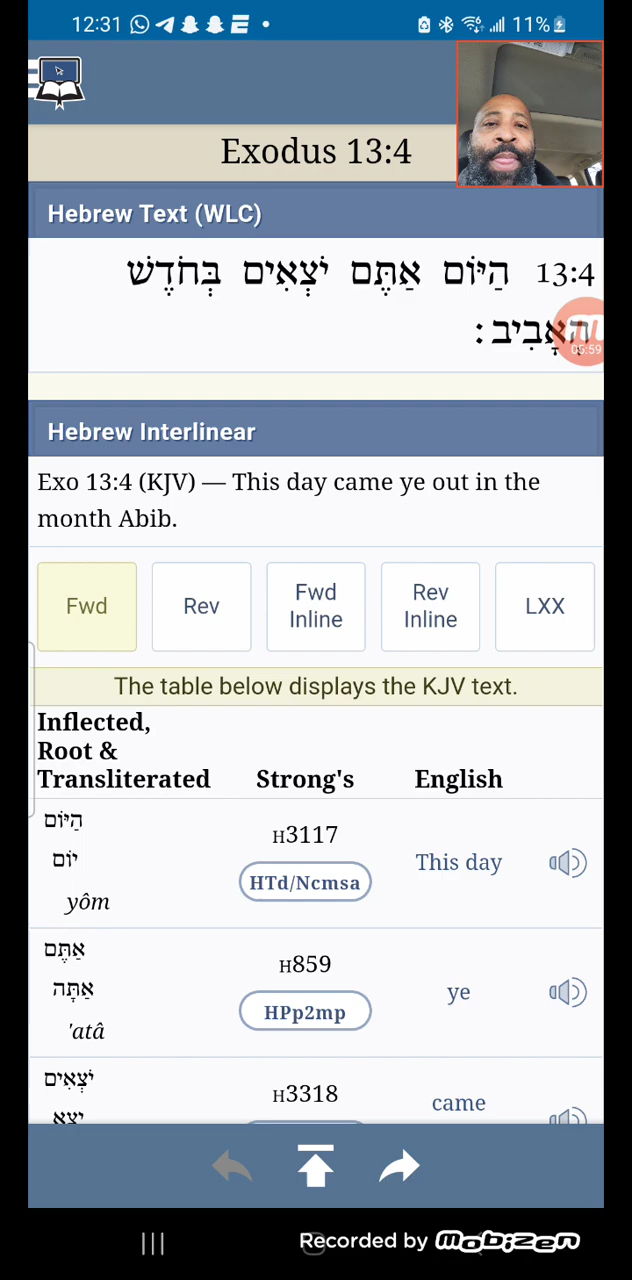 12:31
11%
Exodus 13:4
Hebrew Text (WLC)
13:4 הַיּוֹם אַתֶּם יֹצְאִים בְּחֹדֶשׁ
הָאָבִיב׃
05:59
Hebrew Interlinear
Exo 13:4 (KJV) — This day came ye out in the
month Abib.
Fwd
Rev
Fwd
Inline
Rev
Inline
LXX
The table below displays the KJV text.
Inflected,
Root &
Transliterated
Strong's
English
הַיּוֹם
יוֹם
yôm
H3117
HTd/Ncmsa
This day
אַתֶּם
אַתָּה
'atâ
H859
HPp2mp
ye
יֹצְאִים
יצא
H3318
came
Recorded by MOBIZEN